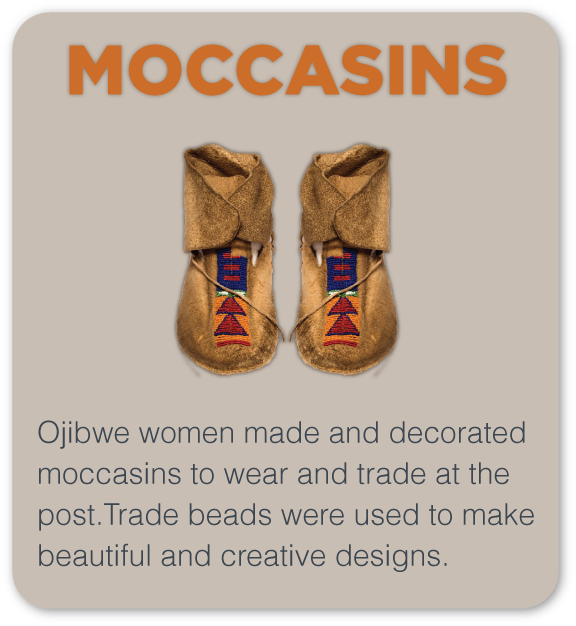 MOCCASINS
Ojibwe women made and decorated
moccasins to wear and trade at the
post.Trade beads were used to make
beautiful and creative designs.